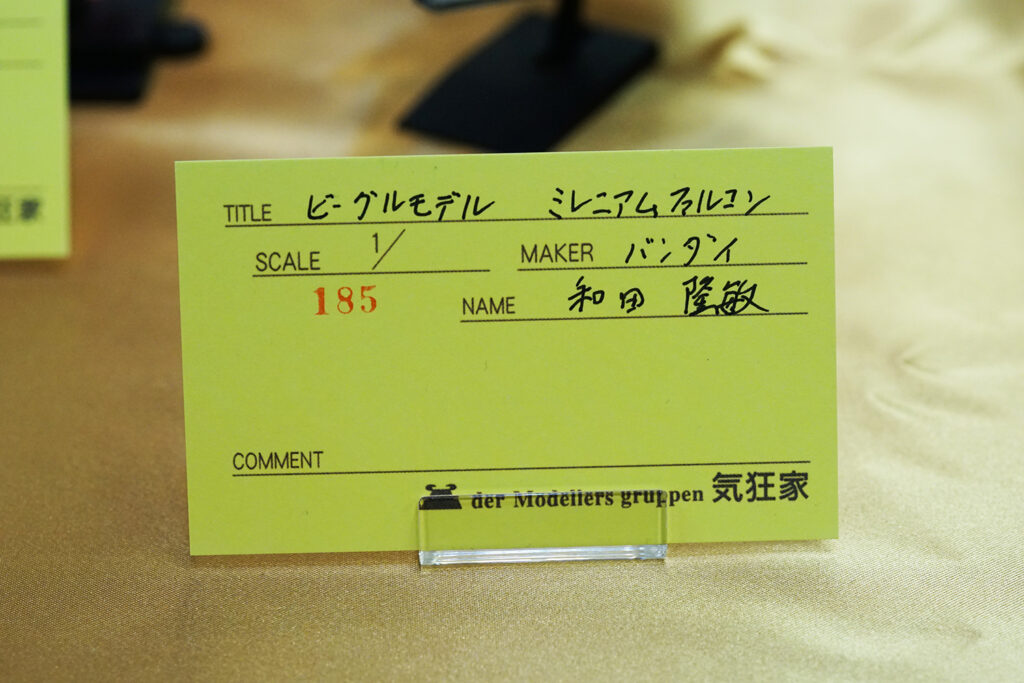 TITLE ビーグルモデル ミレニアムファルコン
SCALE 1/
MAKER バンダイ
185
NAME 和田 隆敏
COMMENT
der Modellers gruppen 気狂家